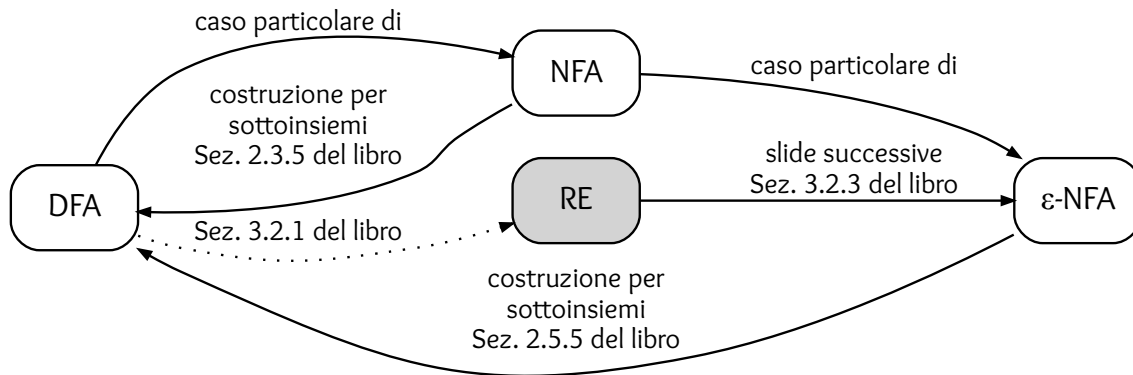 caso particolare di
NFA
caso particolare di
costruzione per
sottoinsiemi
Sez. 2.3.5 del libro
slide successive
Sez. 3.2.3 del libro
DFA
RE
ε-NFA
Sez. 3.2.1 del libro
costruzione per
sottoinsiemi
Sez. 2.5.5 del libro